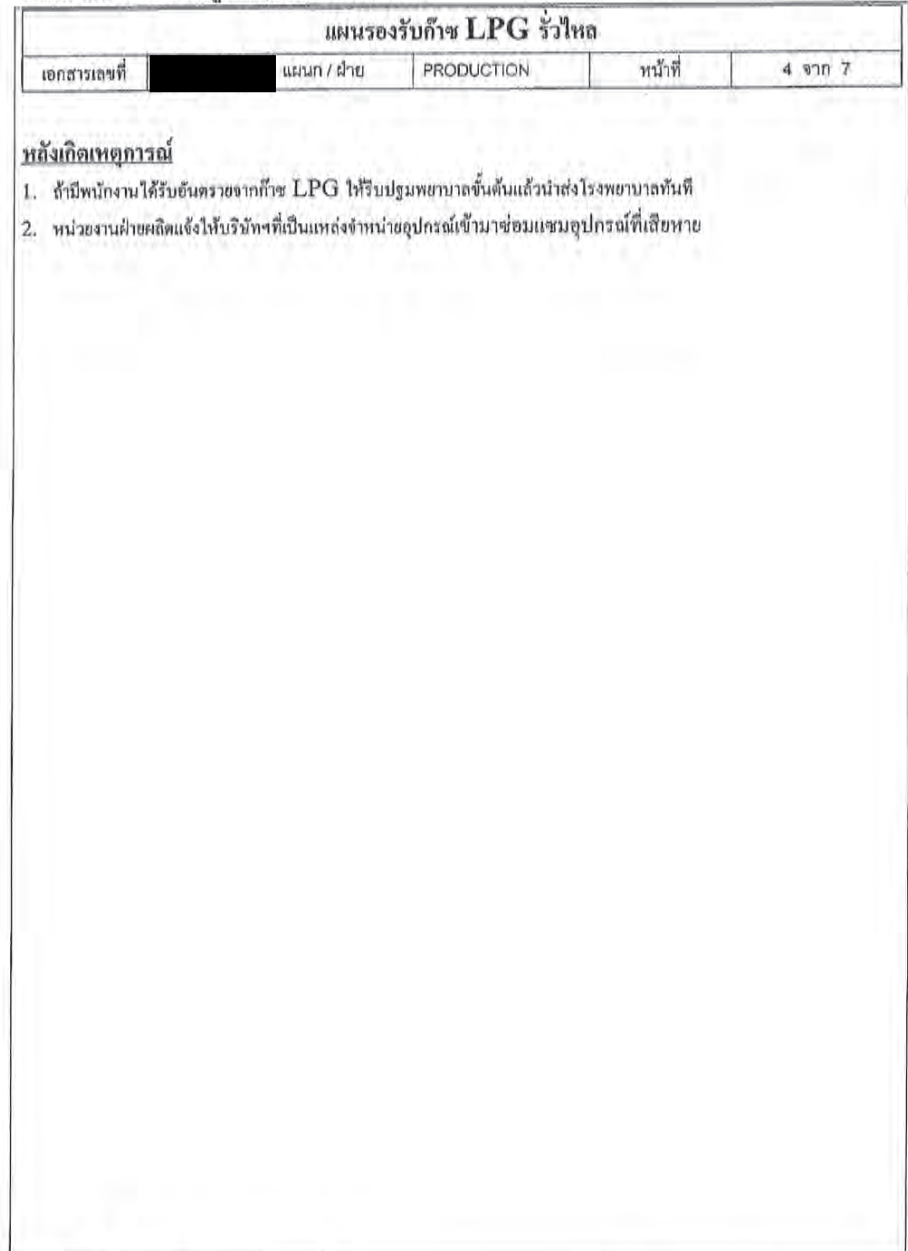 แผนรองรับก๊าซ LPG รั่วไหล
เอกสารเลขที่ แผนก / ฝ่าย PRODUCTION หน้าที่ 4 จาก 7
หลังเกิดเหตุการณ์
1. ถ้ามีพนักงานได้รับอันตรายจากก๊าซ LPG ให้รีบปฐมพยาบาลขั้นต้นแล้วนำส่งโรงพยาบาลทันที
2. หน่วยงานฝ่ายผลิตแจ้งให้บริษัทฯที่เป็นแหล่งจำหน่ายอุปกรณ์เข้ามาซ่อมแซมอุปกรณ์ที่เสียหาย